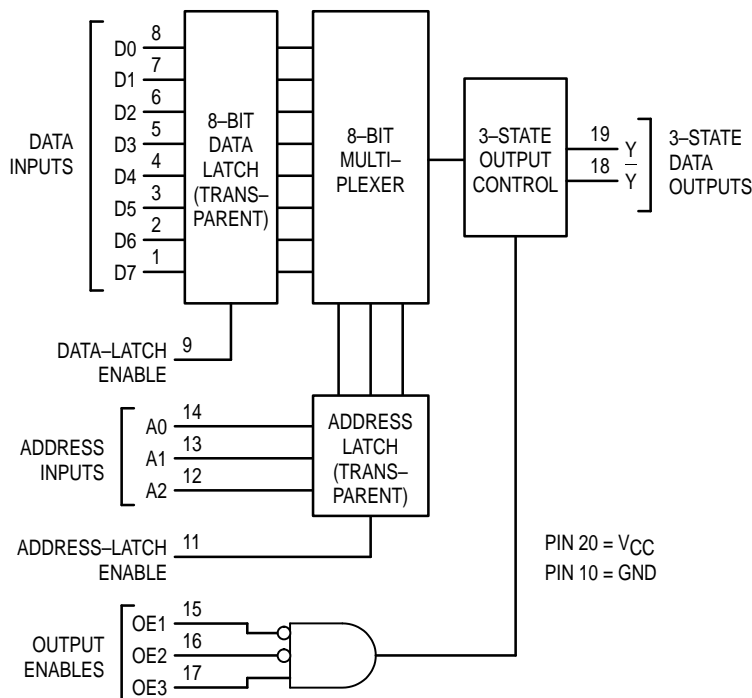 D0 8
D1 7
D2 6
D3 5
D4 4
D5 3
D6 2
D7 1
DATA
INPUTS
8–BIT
DATA
LATCH
(TRANS–
PARENT)
8–BIT
MULTI–
PLEXER
3–STATE
OUTPUT
CONTROL
19 Y
18 Y̅
3–STATE
DATA
OUTPUTS
DATA–LATCH
ENABLE
9
ADDRESS
INPUTS
A0 14
A1 13
A2 12
ADDRESS
LATCH
(TRANS–
PARENT)
ADDRESS–LATCH
ENABLE
11
PIN 20 = VCC
PIN 10 = GND
OUTPUT
ENABLES
OE1 15
OE2 16
OE3 17